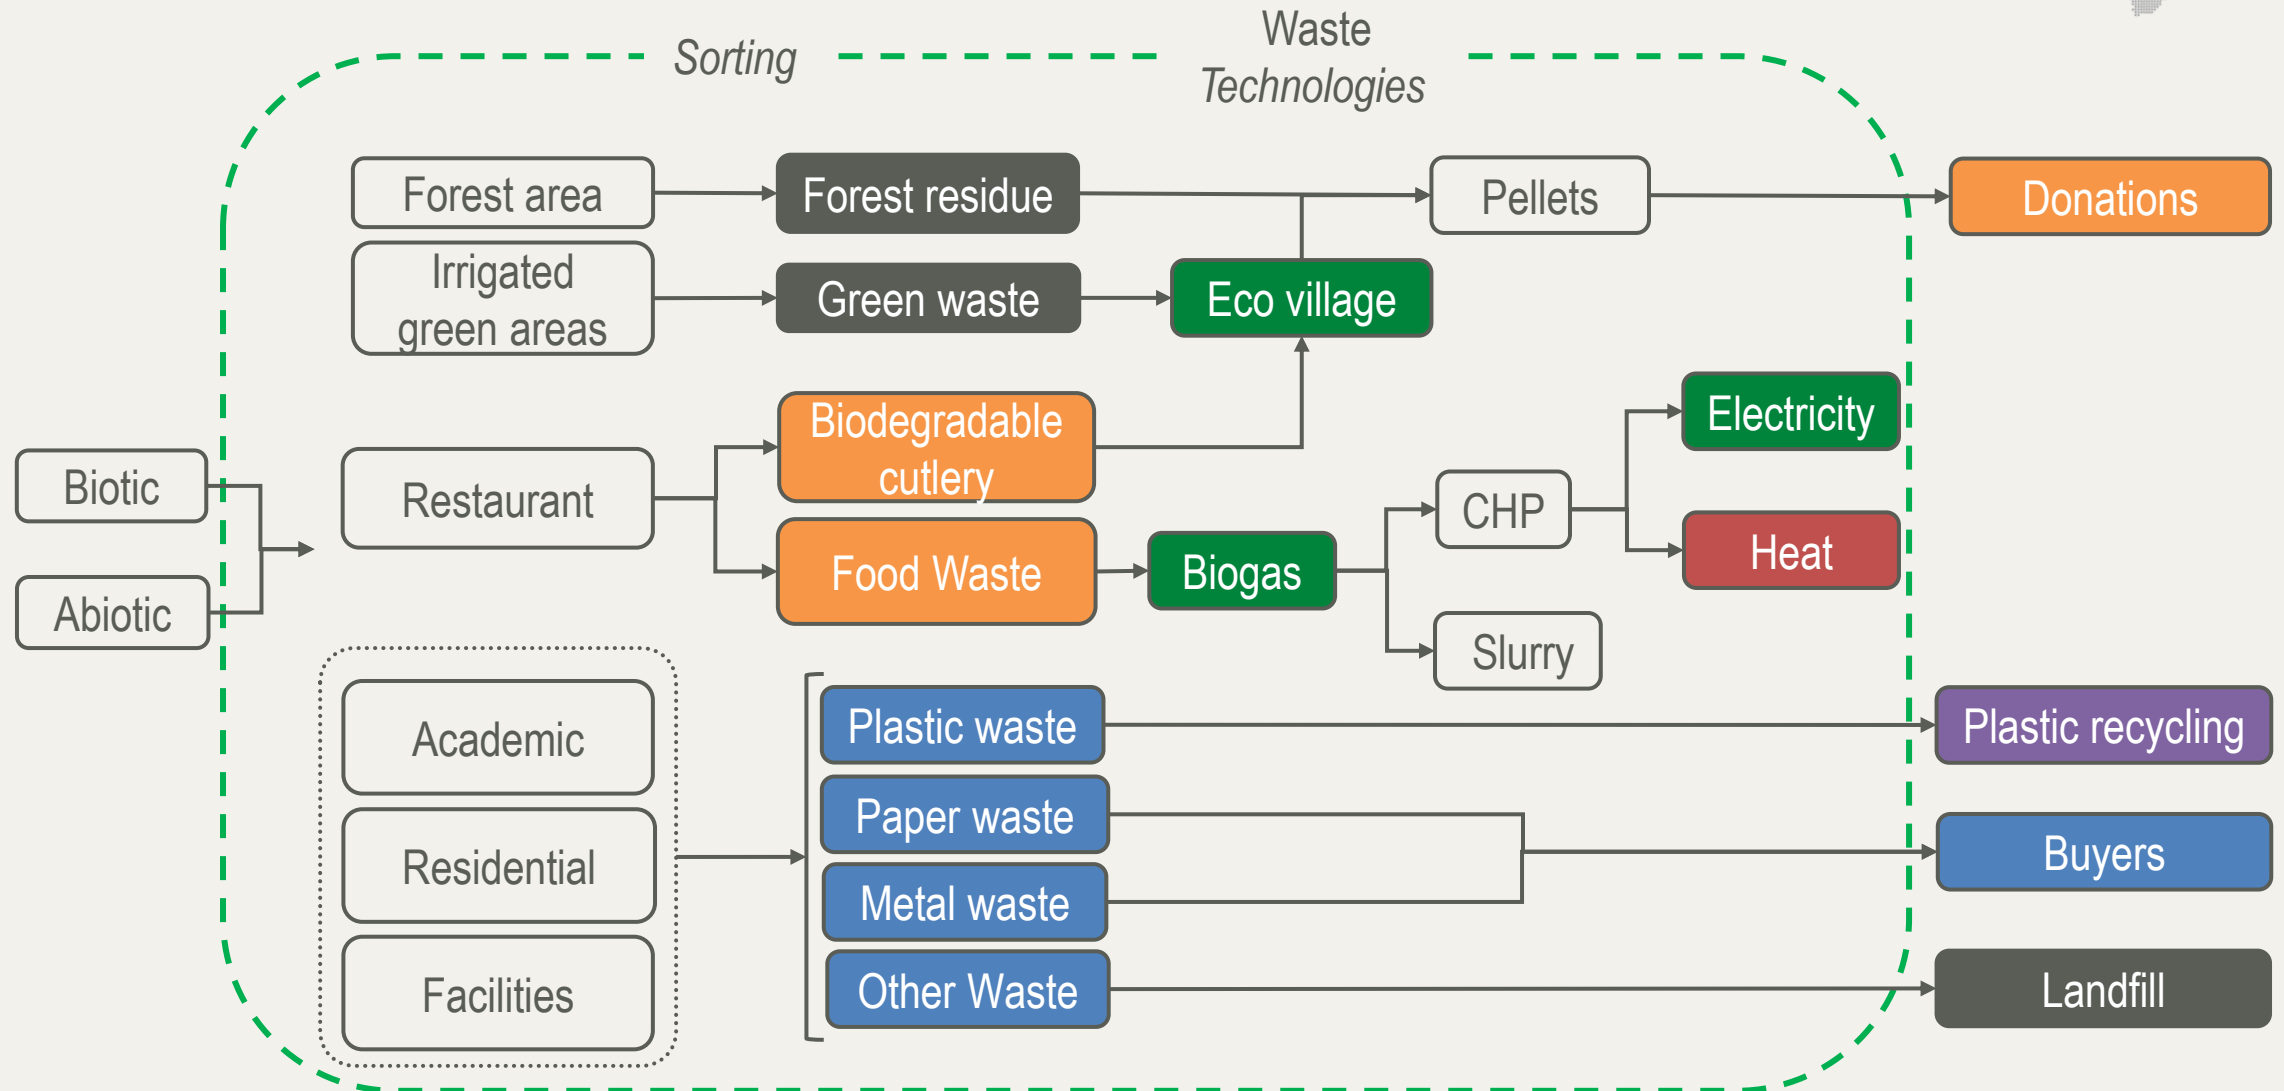 Sorting
Waste
Technologies
Forest area
Forest residue
Pellets
Donations
Irrigated
green areas
Green waste
Eco village
Biodegradable
cutlery
Electricity
Biotic
Restaurant
CHP
Food Waste
Biogas
Heat
Abiotic
Slurry
Academic
Plastic waste
Plastic recycling
Paper waste
Residential
Buyers
Metal waste
Facilities
Other Waste
Landfill